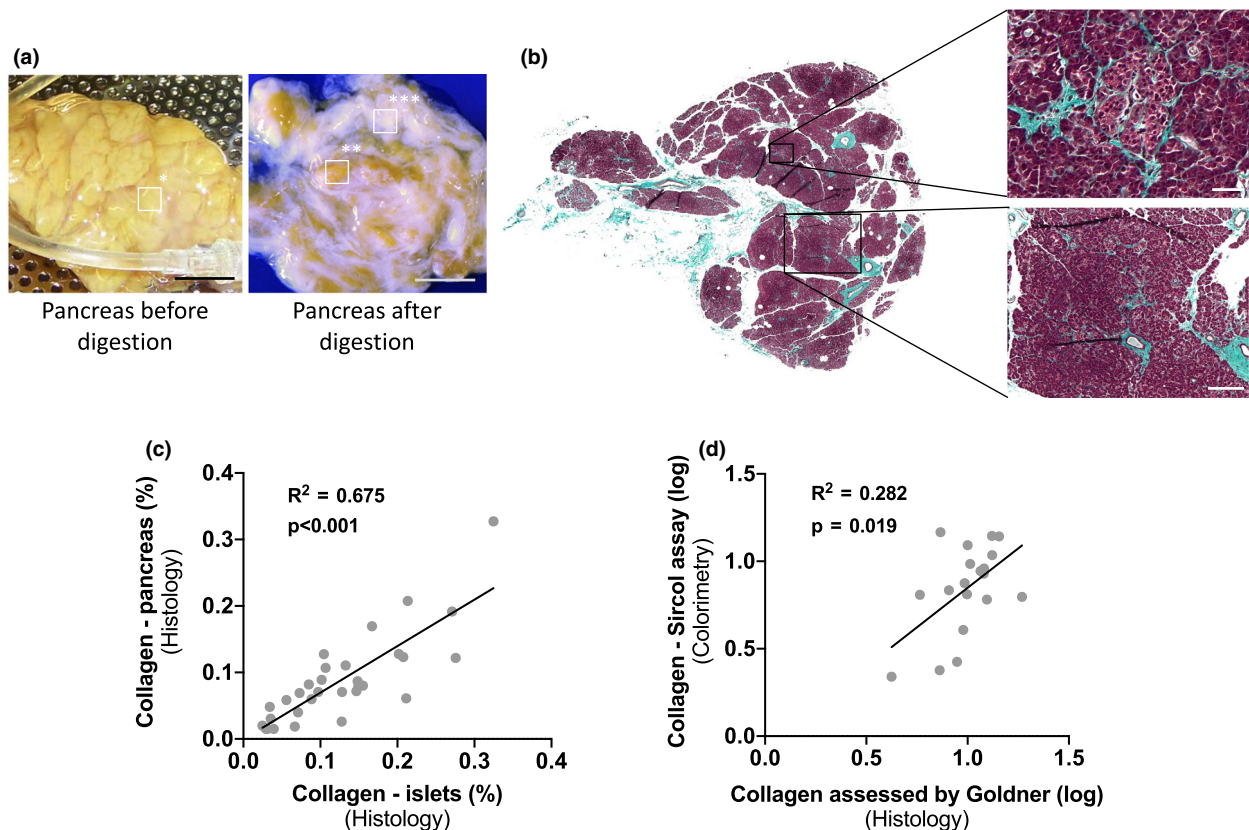 (a)
*
**
***
Pancreas before
digestion
Pancreas after
digestion
(b)
(c)
Collagen - pancreas (%)
(Histology)
0.4
0.3
0.2
0.1
0.0
R² = 0.675
p<0.001
0.0 0.1 0.2 0.3 0.4
Collagen - islets (%)
(Histology)
(d)
Collagen - Sircol assay (log)
(Colorimetry)
1.5
1.0
0.5
0.0
R² = 0.282
p = 0.019
0.0 0.5 1.0 1.5
Collagen assessed by Goldner (log)
(Histology)